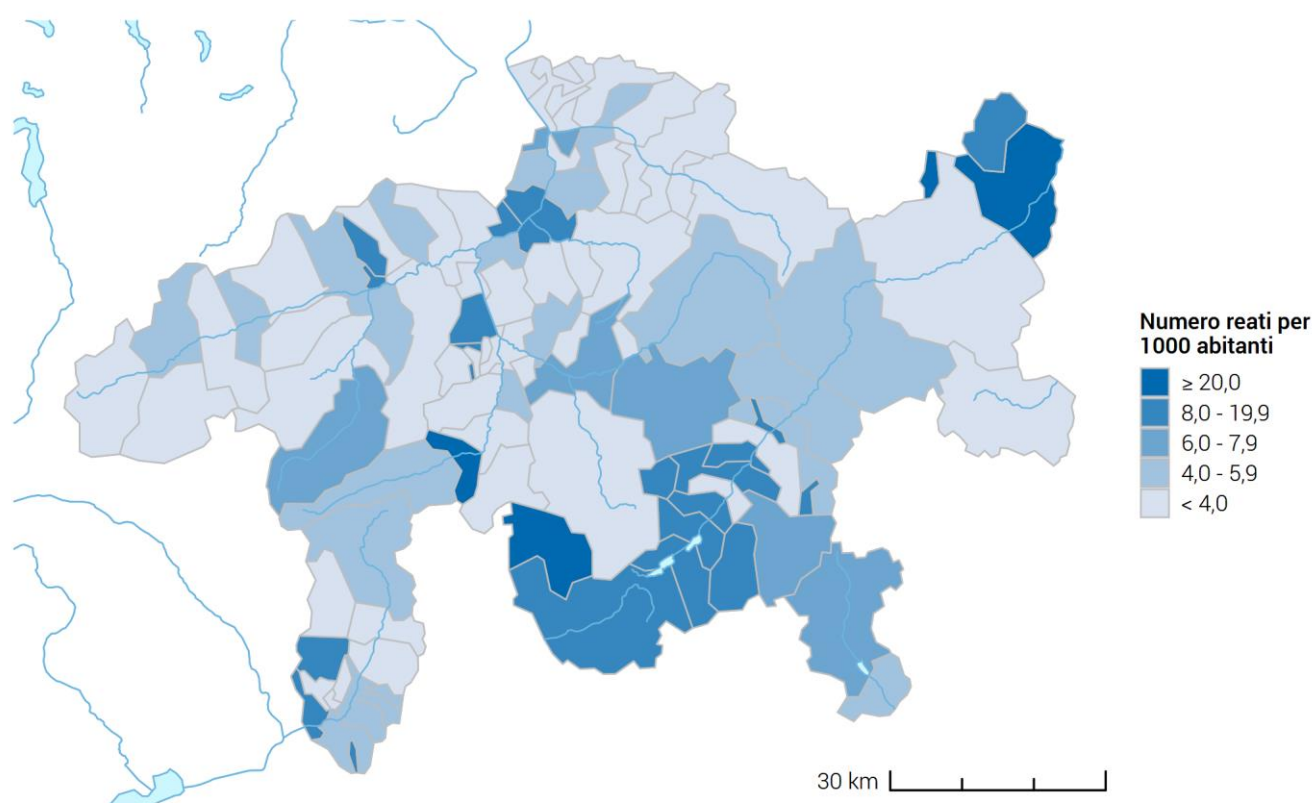 Numero reati per
1000 abitanti
≥ 20,0
8,0 - 19,9
6,0 - 7,9
4,0 - 5,9
< 4,0
30 km